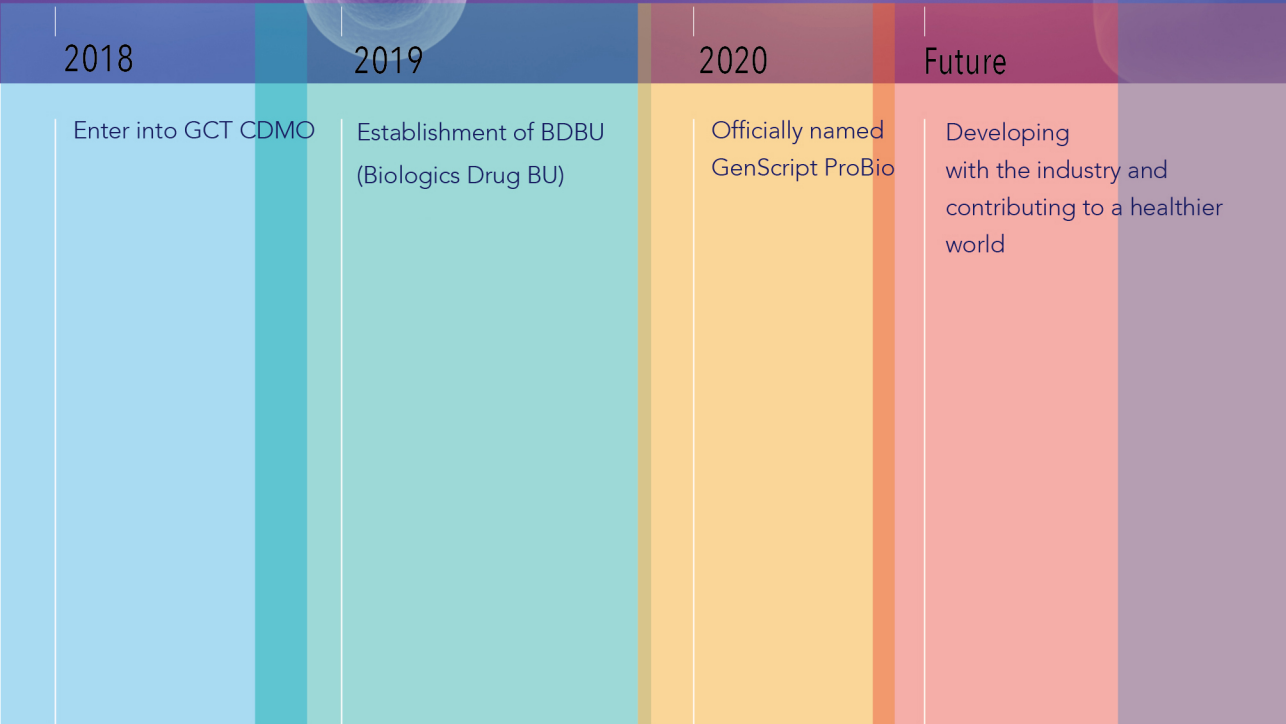 2018
Enter into GCT CDMO
2019
Establishment of BDBU
(Biologics Drug BU)
2020
Officially named
GenScript ProBio
Future
Developing
with the industry and
contributing to a healthier
world